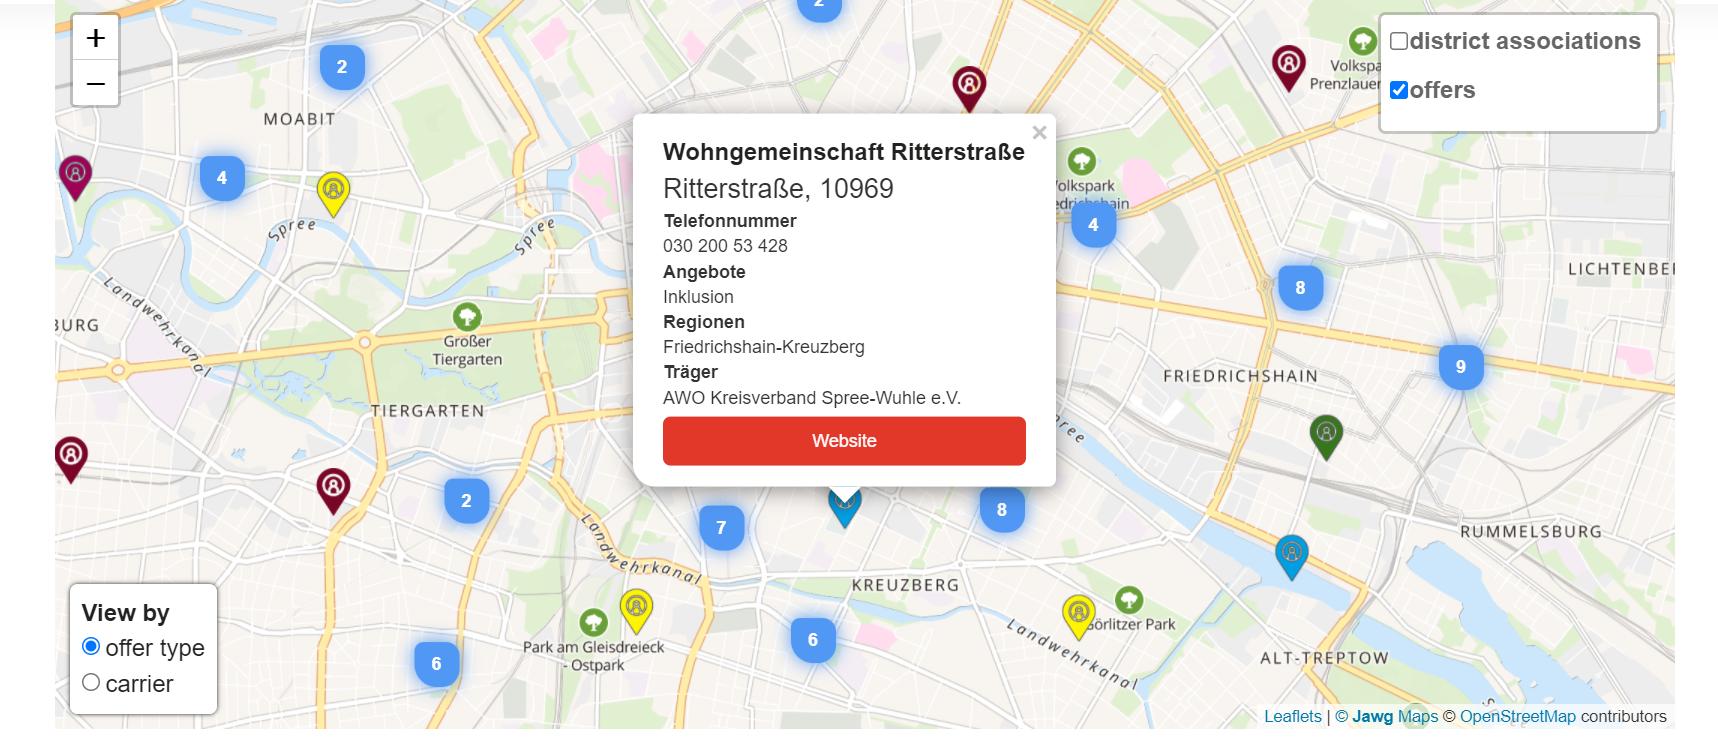 +
−
2
2
MOABIT
4
Spree
Spree
Landwehrkanal
BURG
Großer
Tiergarten
TIERGARTEN
2
7
8
Landwehrkanal
KREUZBERG
Park am Gleisdreieck
- Ostpark
6
6
Görlitzer Park
Landwehrkanal
ALT-TREPTOW
RUMMELSBURG
FRIEDRICHSHAIN
9
8
LICHTENBE
4
Volkspark
Volkspa
Prenzlauer
district associations
offers
×
Wohngemeinschaft Ritterstraße
Ritterstraße, 10969
Telefonnummer
030 200 53 428
Angebote
Inklusion
Regionen
Friedrichshain-Kreuzberg
Träger
AWO Kreisverband Spree-Wuhle e.V.
Website
View by
offer type
carrier
Leaflets | © Jawg Maps © OpenStreetMap contributors